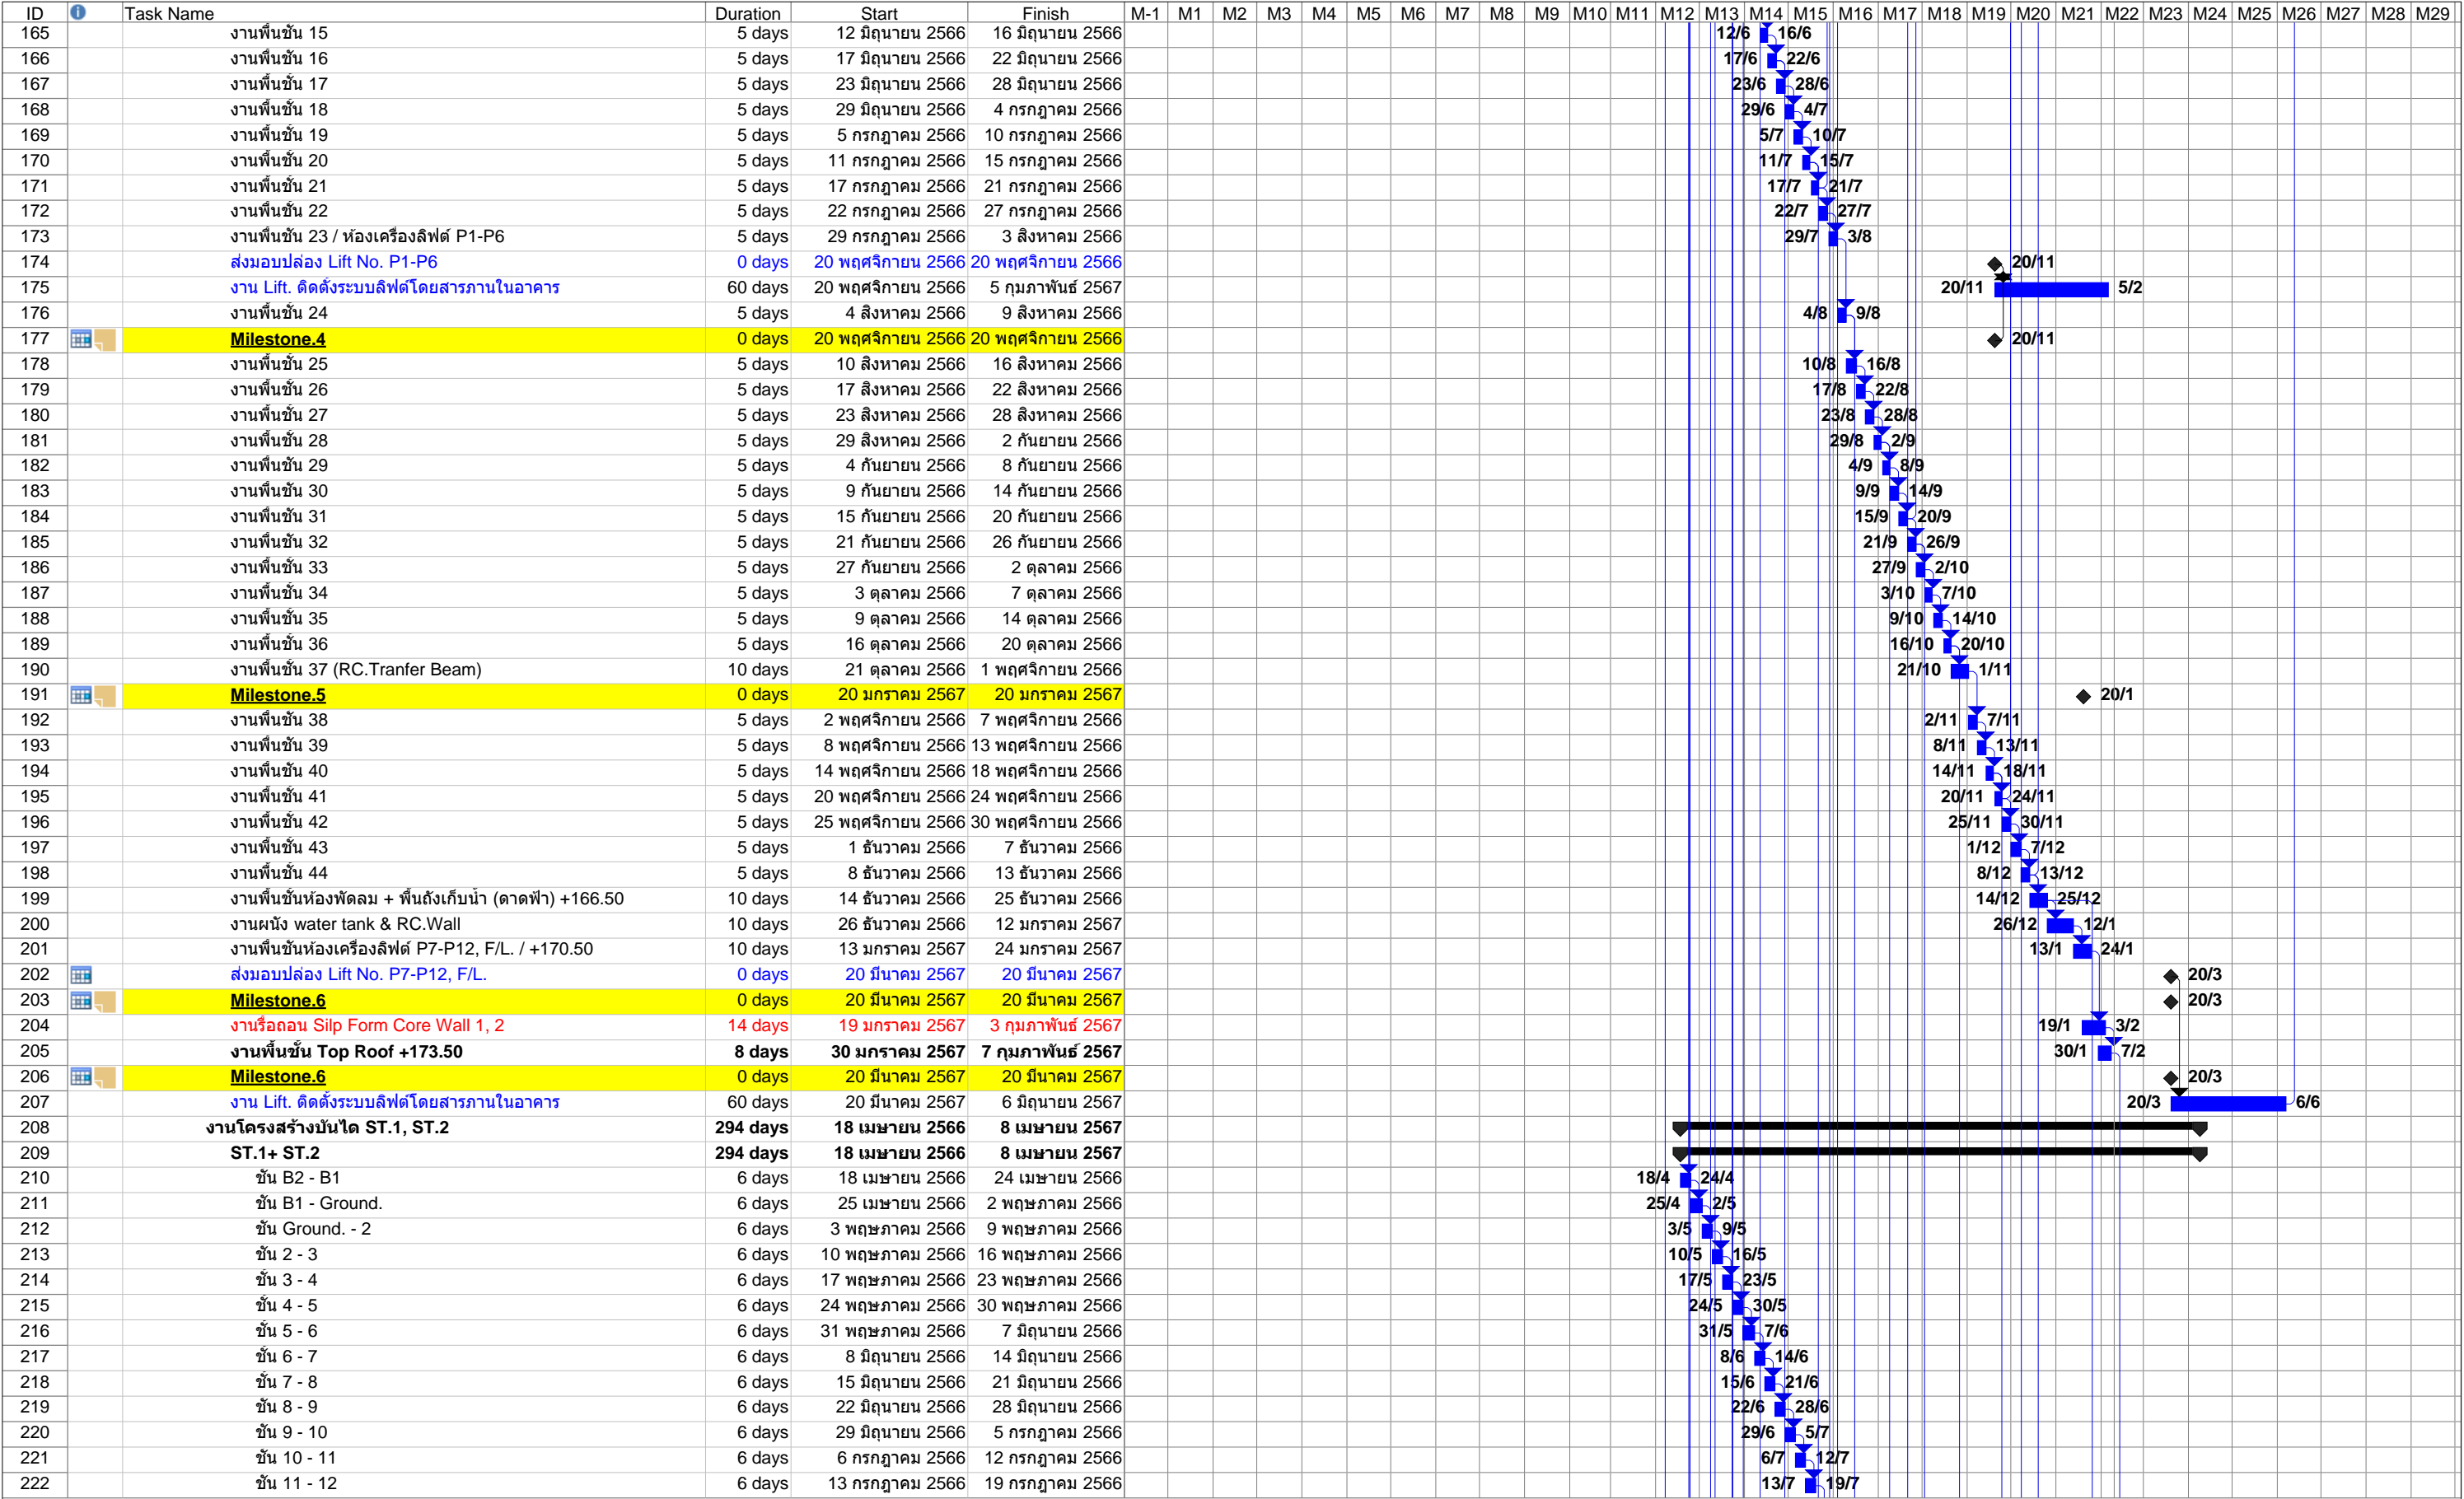 ID Task Name Duration Start Finish M-1 M1 M2 M3 M4 M5 M6 M7 M8 M9 M10 M11 M12 M13 M14 M15 M16 M17 M18 M19 M20 M21 M22 M23 M24 M25 M26 M27 M28 M29
165 งานพื้นชั้น 15 5 days 12 มิถุนายน 2566 16 มิถุนายน 2566 12/6 16/6
166 งานพื้นชั้น 16 5 days 17 มิถุนายน 2566 22 มิถุนายน 2566 17/6 22/6
167 งานพื้นชั้น 17 5 days 23 มิถุนายน 2566 28 มิถุนายน 2566 23/6 28/6
168 งานพื้นชั้น 18 5 days 29 มิถุนายน 2566 4 กรกฎาคม 2566 29/6 4/7
169 งานพื้นชั้น 19 5 days 5 กรกฎาคม 2566 10 กรกฎาคม 2566 5/7 10/7
170 งานพื้นชั้น 20 5 days 11 กรกฎาคม 2566 15 กรกฎาคม 2566 11/7 15/7
171 งานพื้นชั้น 21 5 days 17 กรกฎาคม 2566 21 กรกฎาคม 2566 17/7 21/7
172 งานพื้นชั้น 22 5 days 22 กรกฎาคม 2566 27 กรกฎาคม 2566 22/7 27/7
173 งานพื้นชั้น 23 / ห้องเครื่องลิฟต์ P1-P6 5 days 29 กรกฎาคม 2566 3 สิงหาคม 2566 29/7 3/8
174 ส่งมอบปล่อง Lift No. P1-P6 0 days 20 พฤศจิกายน 2566 20 พฤศจิกายน 2566 20/11
175 งาน Lift. ติดตั้งระบบลิฟต์โดยสารภานในอาคาร 60 days 20 พฤศจิกายน 2566 5 กุมภาพันธ์ 2567 20/11 5/2
176 งานพื้นชั้น 24 5 days 4 สิงหาคม 2566 9 สิงหาคม 2566 4/8 9/8
177 Milestone.4 0 days 20 พฤศจิกายน 2566 20 พฤศจิกายน 2566 20/11
178 งานพื้นชั้น 25 5 days 10 สิงหาคม 2566 16 สิงหาคม 2566 10/8 16/8
179 งานพื้นชั้น 26 5 days 17 สิงหาคม 2566 22 สิงหาคม 2566 17/8 22/8
180 งานพื้นชั้น 27 5 days 23 สิงหาคม 2566 28 สิงหาคม 2566 23/8 28/8
181 งานพื้นชั้น 28 5 days 29 สิงหาคม 2566 2 กันยายน 2566 29/8 2/9
182 งานพื้นชั้น 29 5 days 4 กันยายน 2566 8 กันยายน 2566 4/9 8/9
183 งานพื้นชั้น 30 5 days 9 กันยายน 2566 14 กันยายน 2566 9/9 14/9
184 งานพื้นชั้น 31 5 days 15 กันยายน 2566 20 กันยายน 2566 15/9 20/9
185 งานพื้นชั้น 32 5 days 21 กันยายน 2566 26 กันยายน 2566 21/9 26/9
186 งานพื้นชั้น 33 5 days 27 กันยายน 2566 2 ตุลาคม 2566 27/9 2/10
187 งานพื้นชั้น 34 5 days 3 ตุลาคม 2566 7 ตุลาคม 2566 3/10 7/10
188 งานพื้นชั้น 35 5 days 9 ตุลาคม 2566 14 ตุลาคม 2566 9/10 14/10
189 งานพื้นชั้น 36 5 days 16 ตุลาคม 2566 20 ตุลาคม 2566 16/10 20/10
190 งานพื้นชั้น 37 (RC.Tranfer Beam) 10 days 21 ตุลาคม 2566 1 พฤศจิกายน 2566 21/10 1/11
191 Milestone.5 0 days 20 มกราคม 2567 20 มกราคม 2567 20/1
192 งานพื้นชั้น 38 5 days 2 พฤศจิกายน 2566 7 พฤศจิกายน 2566 2/11 7/11
193 งานพื้นชั้น 39 5 days 8 พฤศจิกายน 2566 13 พฤศจิกายน 2566 8/11 13/11
194 งานพื้นชั้น 40 5 days 14 พฤศจิกายน 2566 18 พฤศจิกายน 2566 14/11 18/11
195 งานพื้นชั้น 41 5 days 20 พฤศจิกายน 2566 24 พฤศจิกายน 2566 20/11 24/11
196 งานพื้นชั้น 42 5 days 25 พฤศจิกายน 2566 30 พฤศจิกายน 2566 25/11 30/11
197 งานพื้นชั้น 43 5 days 1 ธันวาคม 2566 7 ธันวาคม 2566 1/12 7/12
198 งานพื้นชั้น 44 5 days 8 ธันวาคม 2566 13 ธันวาคม 2566 8/12 13/12
199 งานพื้นชั้นห้องพัดลม + พื้นถังเก็บน้ำ (ดาดฟ้า) +166.50 10 days 14 ธันวาคม 2566 25 ธันวาคม 2566 14/12 25/12
200 งานผนัง water tank & RC.Wall 10 days 26 ธันวาคม 2566 12 มกราคม 2567 26/12 12/1
201 งานพื้นชั้นห้องเครื่องลิฟต์ P7-P12, F/L. / +170.50 10 days 13 มกราคม 2567 24 มกราคม 2567 13/1 24/1
202 ส่งมอบปล่อง Lift No. P7-P12, F/L. 0 days 20 มีนาคม 2567 20 มีนาคม 2567 20/3
203 Milestone.6 0 days 20 มีนาคม 2567 20 มีนาคม 2567 20/3
204 งานรื้อถอน Silp Form Core Wall 1, 2 14 days 19 มกราคม 2567 3 กุมภาพันธ์ 2567 19/1 3/2
205 งานพื้นชั้น Top Roof +173.50 8 days 30 มกราคม 2567 7 กุมภาพันธ์ 2567 30/1 7/2
206 Milestone.6 0 days 20 มีนาคม 2567 20 มีนาคม 2567 20/3
207 งาน Lift. ติดตั้งระบบลิฟต์โดยสารภานในอาคาร 60 days 20 มีนาคม 2567 6 มิถุนายน 2567 20/3 6/6
208 งานโครงสร้างบันได ST.1, ST.2 294 days 18 เมษายน 2566 8 เมษายน 2567
209 ST.1+ ST.2 294 days 18 เมษายน 2566 8 เมษายน 2567
210 ชั้น B2 - B1 6 days 18 เมษายน 2566 24 เมษายน 2566 18/4 24/4
211 ชั้น B1 - Ground. 6 days 25 เมษายน 2566 2 พฤษภาคม 2566 25/4 2/5
212 ชั้น Ground. - 2 6 days 3 พฤษภาคม 2566 9 พฤษภาคม 2566 3/5 9/5
213 ชั้น 2 - 3 6 days 10 พฤษภาคม 2566 16 พฤษภาคม 2566 10/5 16/5
214 ชั้น 3 - 4 6 days 17 พฤษภาคม 2566 23 พฤษภาคม 2566 17/5 23/5
215 ชั้น 4 - 5 6 days 24 พฤษภาคม 2566 30 พฤษภาคม 2566 24/5 30/5
216 ชั้น 5 - 6 6 days 31 พฤษภาคม 2566 7 มิถุนายน 2566 31/5 7/6
217 ชั้น 6 - 7 6 days 8 มิถุนายน 2566 14 มิถุนายน 2566 8/6 14/6
218 ชั้น 7 - 8 6 days 15 มิถุนายน 2566 21 มิถุนายน 2566 15/6 21/6
219 ชั้น 8 - 9 6 days 22 มิถุนายน 2566 28 มิถุนายน 2566 22/6 28/6
220 ชั้น 9 - 10 6 days 29 มิถุนายน 2566 5 กรกฎาคม 2566 29/6 5/7
221 ชั้น 10 - 11 6 days 6 กรกฎาคม 2566 12 กรกฎาคม 2566 6/7 12/7
222 ชั้น 11 - 12 6 days 13 กรกฎาคม 2566 19 กรกฎาคม 2566 13/7 19/7